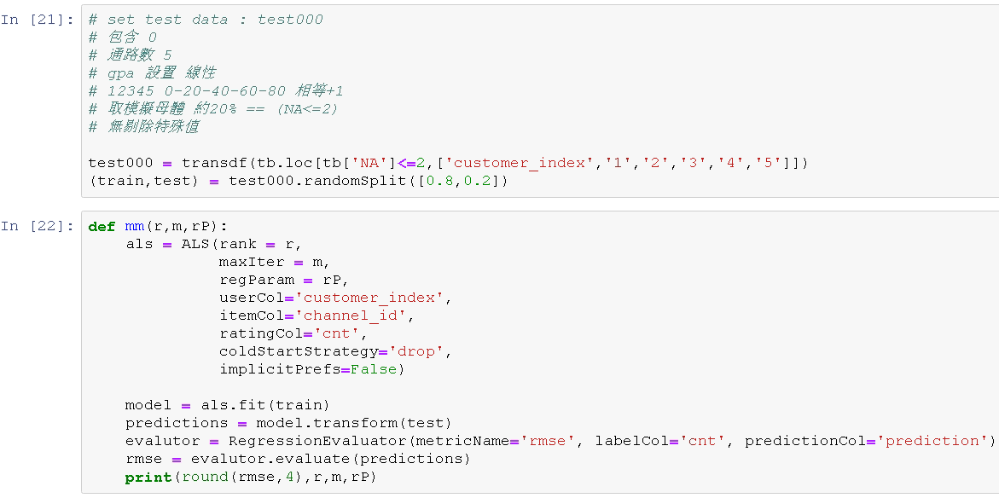 In [21]: # set test data : test000
# 包含 0
# 通路數 5
# gpa 設置 線性
# 12345 0-20-40-60-80 相等+1
# 取模擬母體 約20% == (NA<=2)
# 無剔除特殊值
test000 = transdf(tb.loc[tb['NA']<=2,['customer_index','1','2','3','4','5']])
(train,test) = test000.randomSplit([0.8,0.2])
In [22]: def mm(r,m,rP):
als = ALS(rank = r,
maxIter = m,
regParam = rP,
userCol='customer_index',
itemCol='channel_id',
ratingCol='cnt',
coldStartStrategy='drop',
implicitPrefs=False)
model = als.fit(train)
predictions = model.transform(test)
evalutor = RegressionEvaluator(metricName='rmse', labelCol='cnt', predictionCol='prediction')
rmse = evalutor.evaluate(predictions)
print(round(rmse,4),r,m,rP)